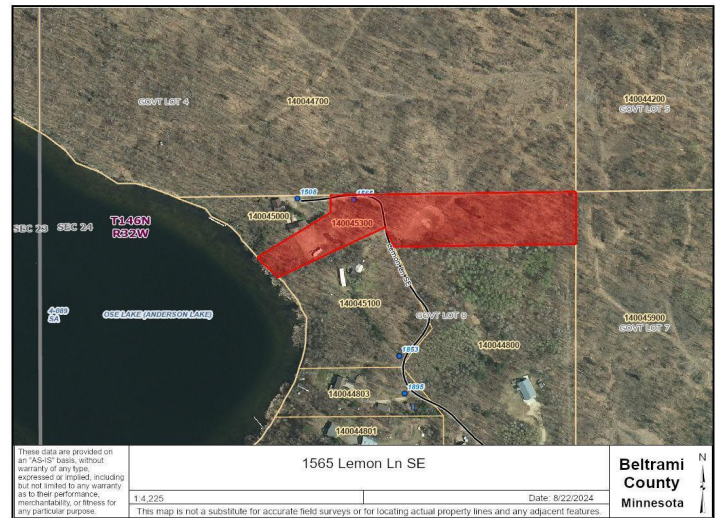 GOVT LOT 4
140044700
140044200
GOVT LOT 5
1508
1565
140045000
140045300
T146N
R32W
SEC 23
SEC 24
Lemon Ln SE
140045100
4-089
SA
OSE LAKE (ANDERSON LAKE)
GOVT LOT 6
140045900
GOVT LOT 7
140044800
1853
1895
140044803
140044801
These data are provided on
an "AS-IS" basis, without
warranty of any type,
expressed or implied, including
but not limited to any warranty
as to their performance,
merchantability, or fitness for
any particular purpose.
1565 Lemon Ln SE
1:4,225
Date: 8/22/2024
This map is not a substitute for accurate field surveys or for locating actual property lines and any adjacent features.
Beltrami
County
Minnesota
N